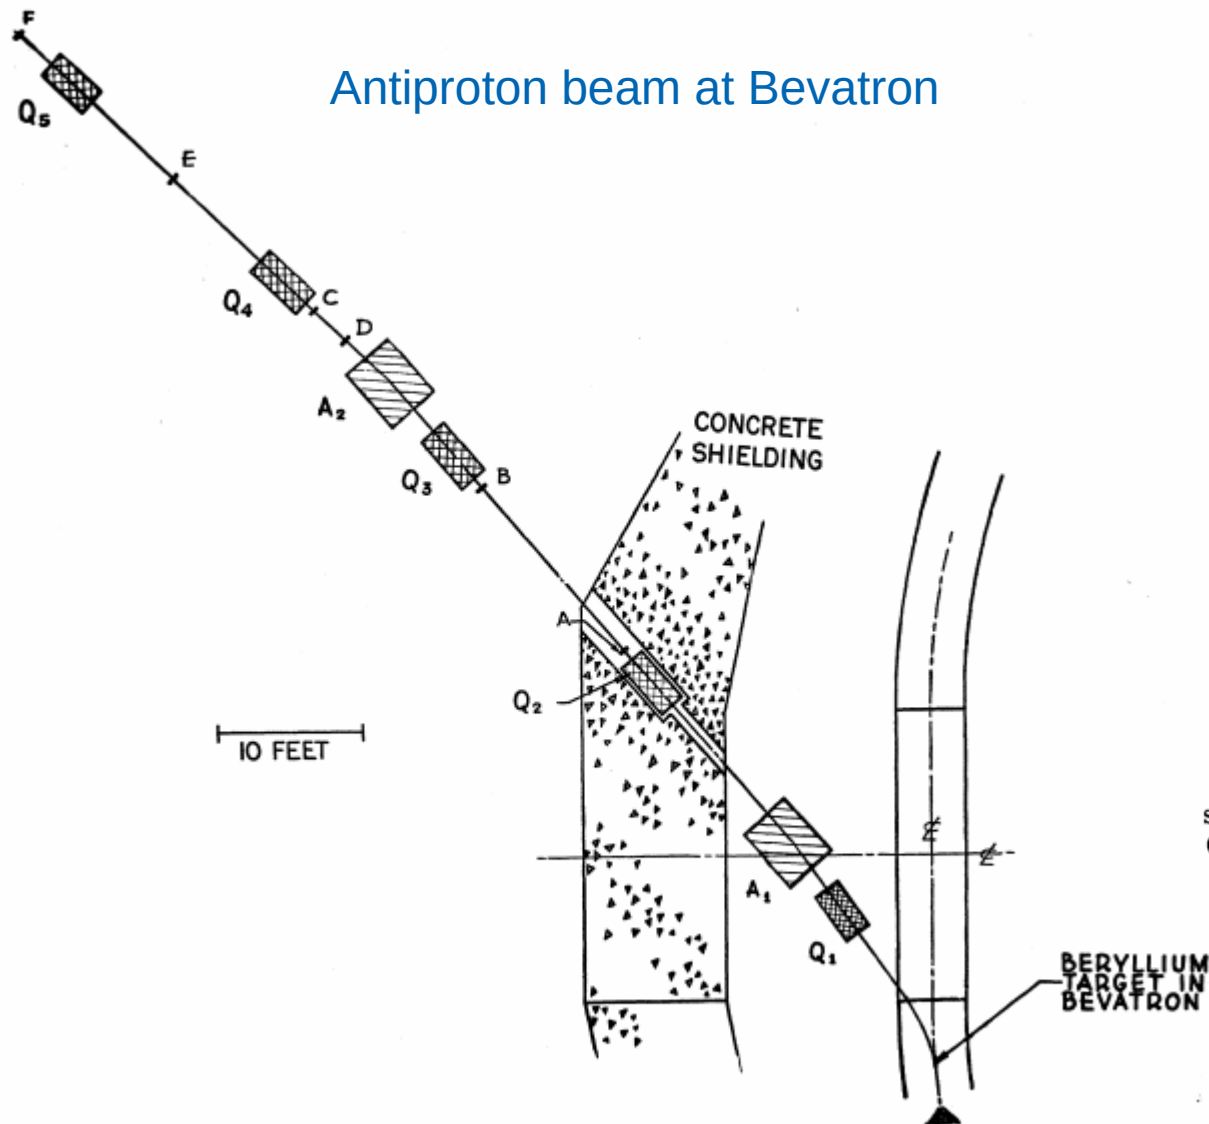 F
Antiproton beam at Bevatron
Q5
E
Q4
C
D
A2
Q3
B
CONCRETE
SHIELDING
A
Q2
10 FEET
A1
Q1
BERYLLIUM
TARGET IN
BEVATRON